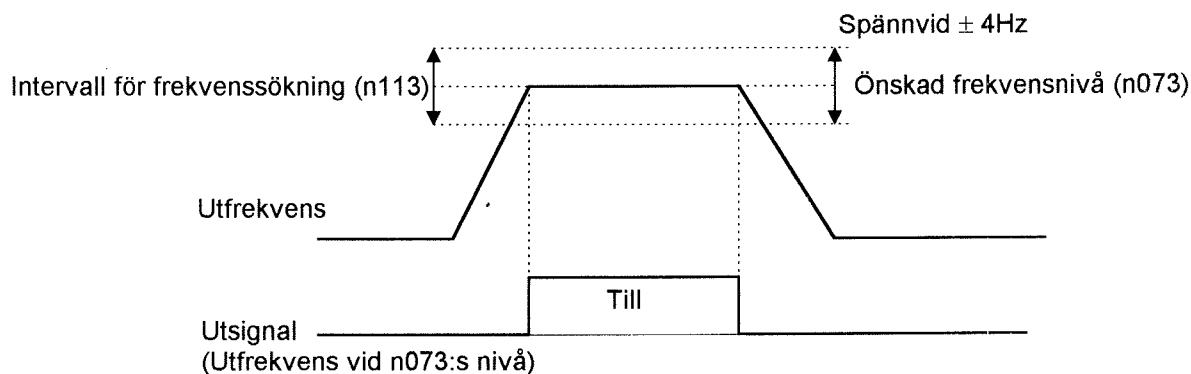 Spännvid ± 4Hz
Intervall för frekvenssökning (n113)
Önskad frekvensnivå (n073)
Utfrekvens
Till
Utsignal
(Utfrekvens vid n073:s nivå)